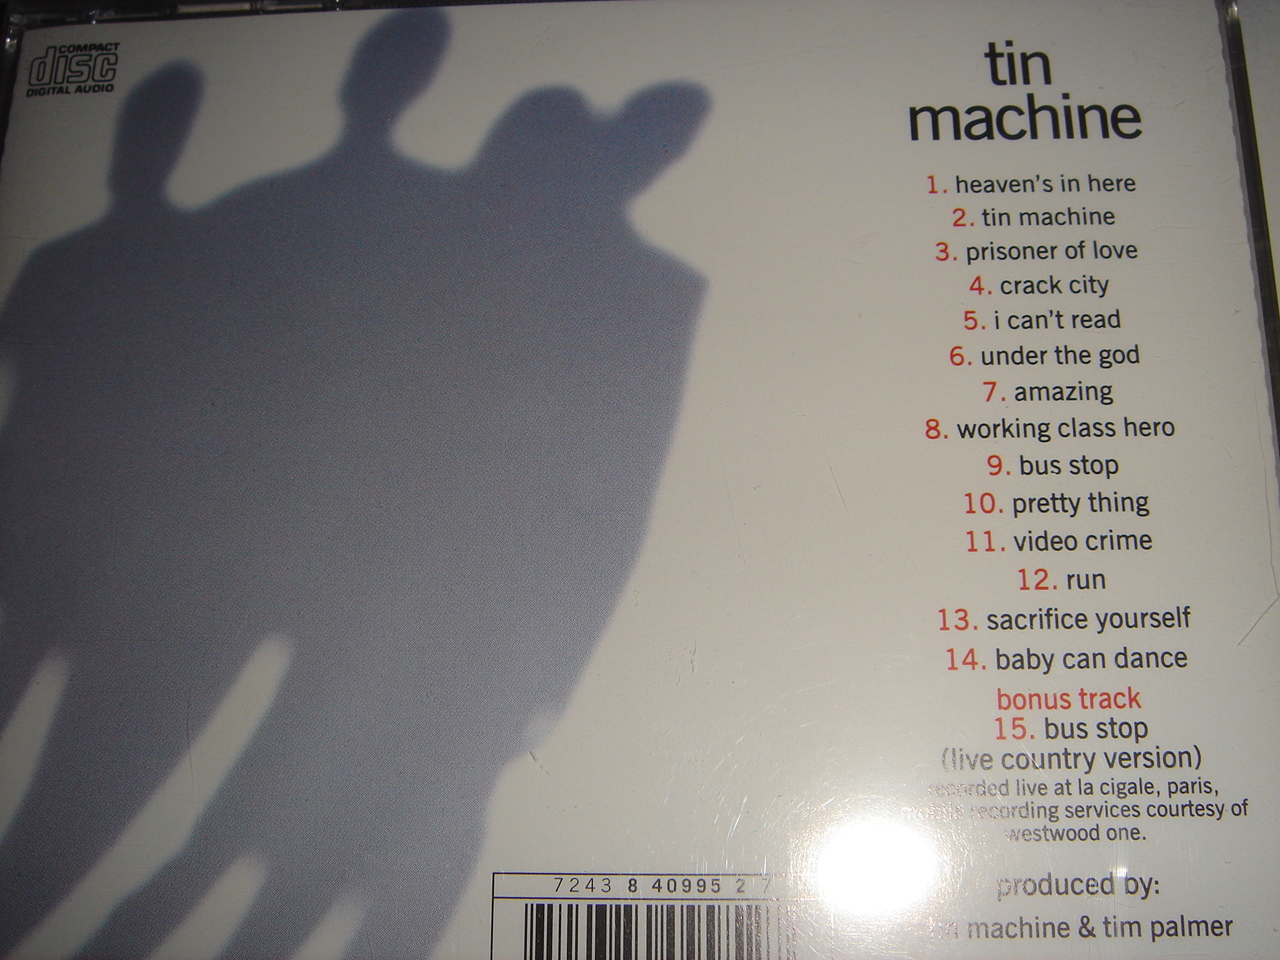 COMPACT
disc
DIGITAL AUDIO
tin
machine
1. heaven's in here
2. tin machine
3. prisoner of love
4. crack city
5. i can't read
6. under the god
7. amazing
8. working class hero
9. bus stop
10. pretty thing
11. video crime
12. run
13. sacrifice yourself
14. baby can dance
bonus track
15. bus stop
(live country version)
recorded live at la cigale, paris,
mobile recording services courtesy of
westwood one.
7243 8 40995 2 7
produced by:
tin machine & tim palmer